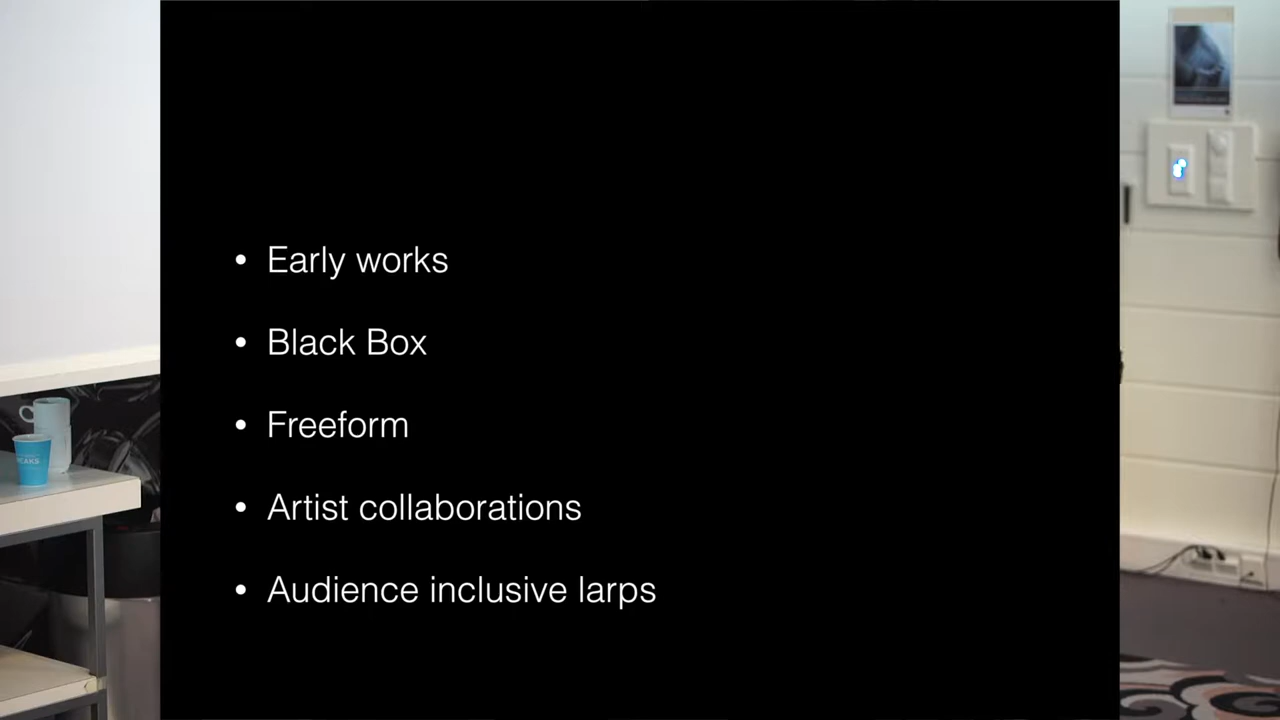 • Early works
• Black Box
• Freeform
• Artist collaborations
• Audience inclusive larps